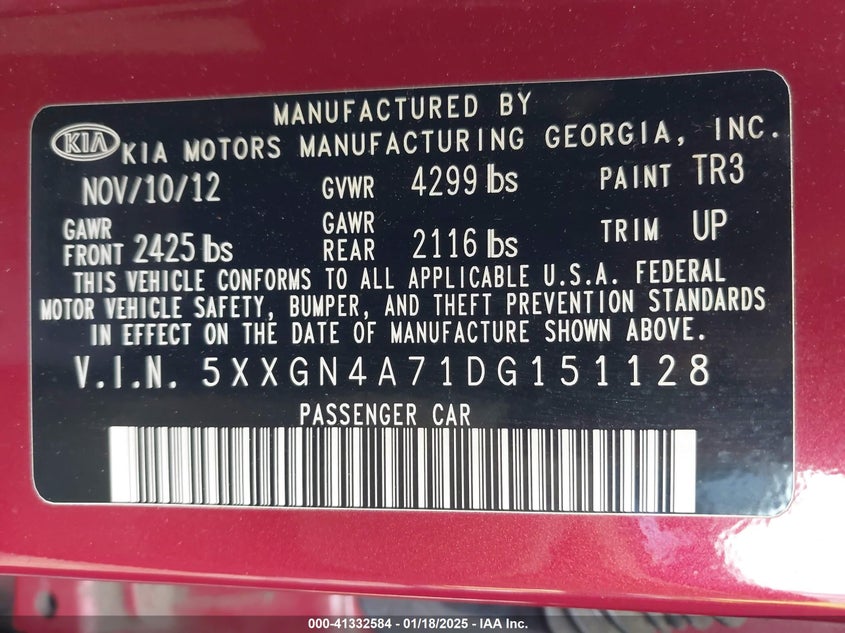 MANUFACTURED BY
KIA KIA MOTORS MANUFACTURING GEORGIA, INC.
NOV/10/12 GVWR 4299 lbs PAINT TR3
GAWR FRONT 2425 lbs GAWR REAR 2116 lbs TRIM UP
THIS VEHICLE CONFORMS TO ALL APPLICABLE U.S.A. FEDERAL
MOTOR VEHICLE SAFETY, BUMPER, AND THEFT PREVENTION STANDARDS
IN EFFECT ON THE DATE OF MANUFACTURE SHOWN ABOVE.
V.I.N. 5XXGN4A71DG151128
PASSENGER CAR
000-41332584 - 01/18/2025 - IAA Inc.